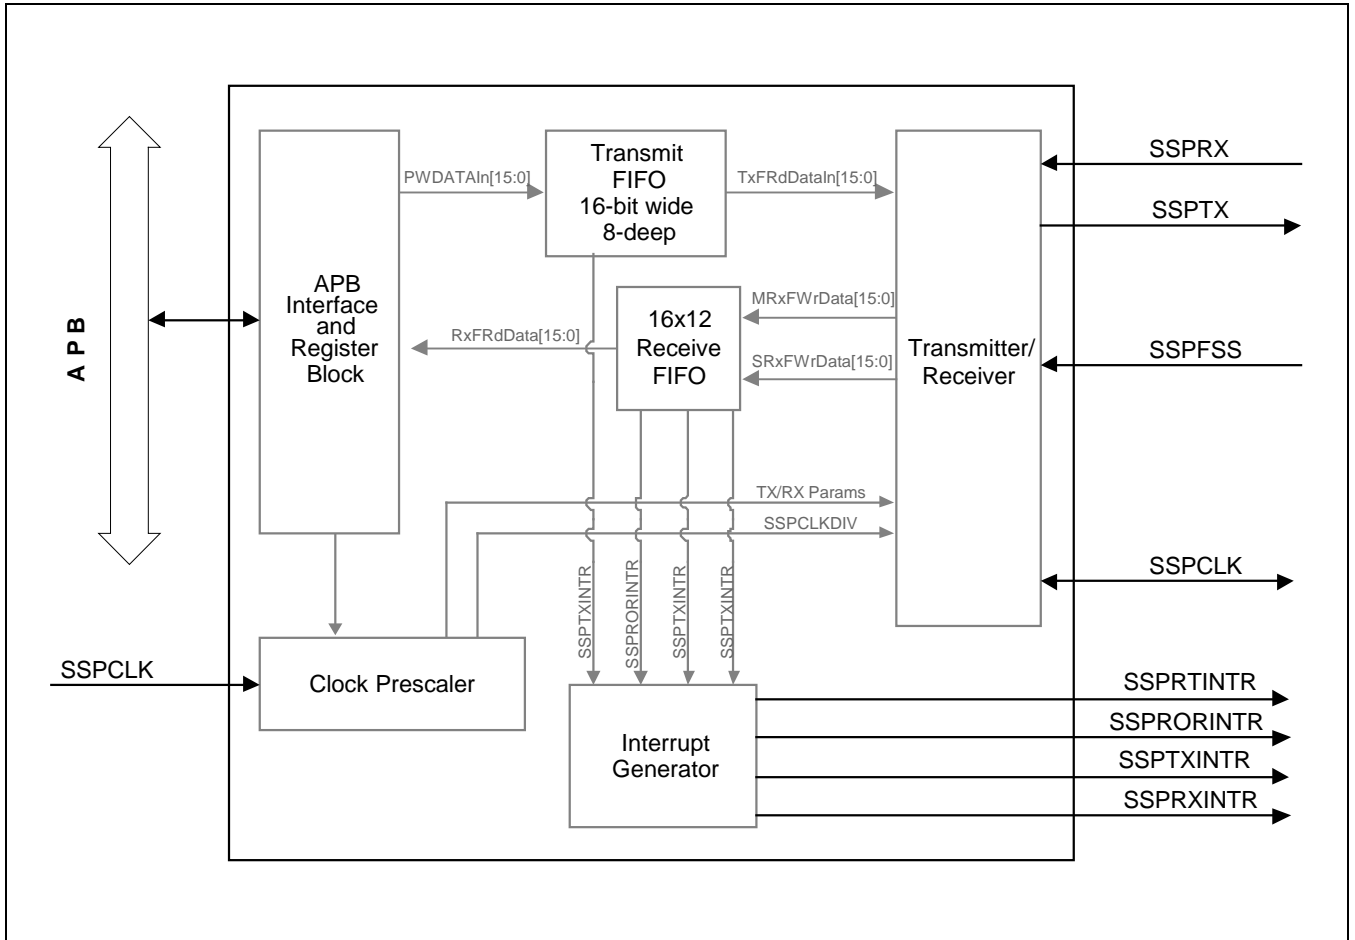 A P B
APB
Interface
and
Register
Block
PWDATAIn[15:0]
Transmit
FIFO
16-bit wide
8-deep
TxFRdDataIn[15:0]
RxFRdData[15:0]
16x12
Receive
FIFO
MRxFWrData[15:0]
SRxFWrData[15:0]
Transmitter/
Receiver
SSPRX
SSPTX
SSPFSS
SSPCLK
TX/RX Params
SSPCLKDIV
SSPTXINTR
SSPRORINTR
SSPTXINTR
SSPTXINTR
SSPCLK
Clock Prescaler
Interrupt
Generator
SSPRTINTR
SSPRORINTR
SSPTXINTR
SSPRXINTR